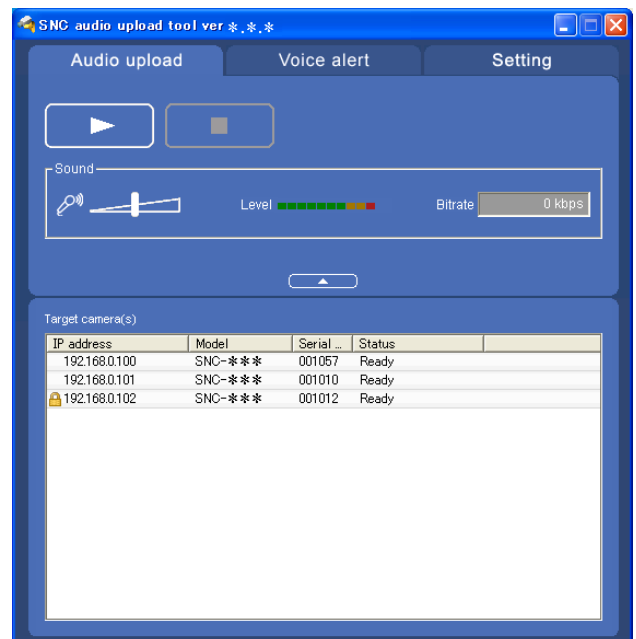 SNC audio upload tool ver *.*.*
Audio upload Voice alert Setting
Sound
Level Bitrate 0 kbps
Target camera(s)
IP address Model Serial ... Status
192.168.0.100 SNC-*** 001057 Ready
192.168.0.101 SNC-*** 001010 Ready
192.168.0.102 SNC-*** 001012 Ready